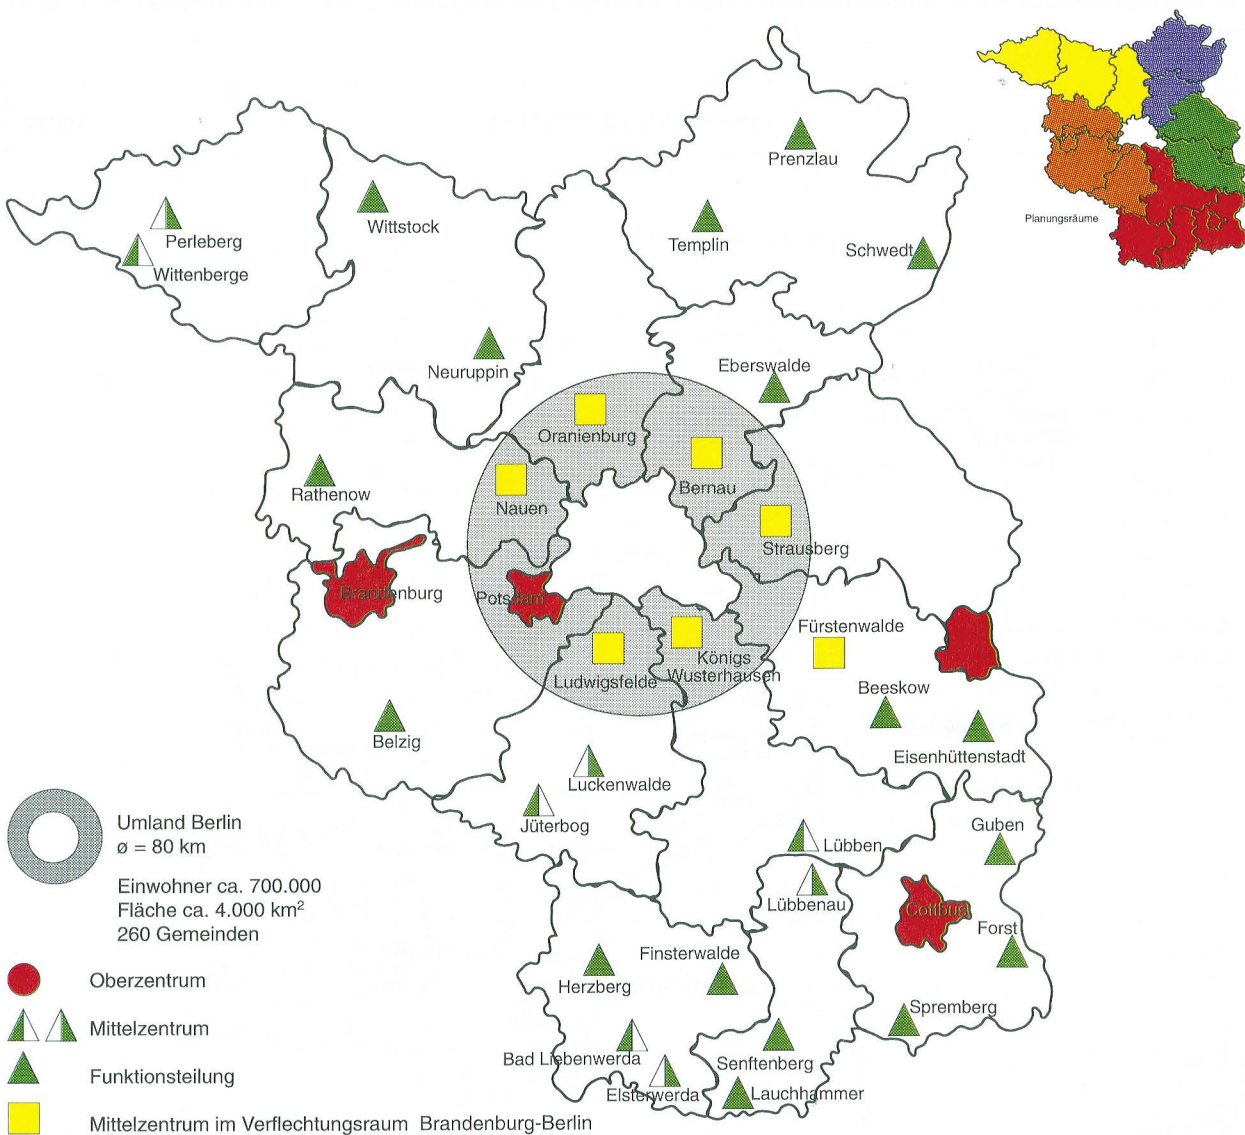 Prenzlau
Wittstock
Perleberg
Templin
Planungsräume
Schwedt
Wittenberge
Neuruppin
Eberswalde
Oranienburg
Bernau
Rathenow
Nauen
Strausberg
Brandenburg
Potsdam
Fürstenwalde
Königs
Wusterhausen
Ludwigsfelde
Beeskow
Belzig
Eisenhüttenstadt
Luckenwalde
Jüterbog
Guben
Lübben
Lübbenau
Cottbus
Forst
Finsterwalde
Herzberg
Spremberg
Bad Liebenwerda
Senftenberg
Elsterwerda
Lauchhammer
Umland Berlin
ø = 80 km
Einwohner ca. 700.000
Fläche ca. 4.000 km²
260 Gemeinden
Oberzentrum
Mittelzentrum
Funktionsteilung
Mittelzentrum im Verflechtungsraum Brandenburg-Berlin